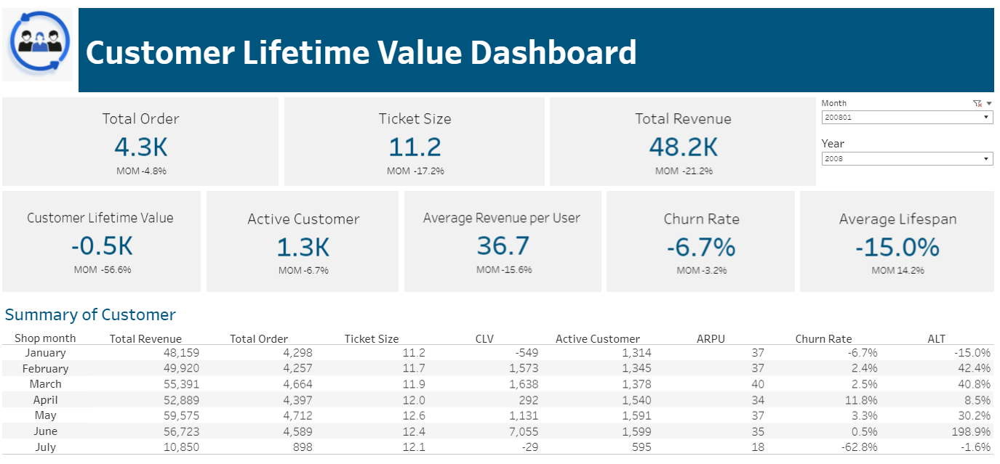 Customer Lifetime Value Dashboard
Total Order
4.3K
MOM -4.8%
Ticket Size
11.2
MOM -17.2%
Total Revenue
48.2K
MOM -21.2%
Month
200801
Year
2008
Customer Lifetime Value
-0.5K
MOM -56.6%
Active Customer
1.3K
MOM -6.7%
Average Revenue per User
36.7
MOM -15.6%
Churn Rate
-6.7%
MOM -3.2%
Average Lifespan
-15.0%
MOM 14.2%
Summary of Customer
Shop month Total Revenue Total Order Ticket Size CLV Active Customer ARPU Churn Rate ALT
January 48,159 4,298 11.2 -549 1,314 37 -6.7% -15.0%
February 49,920 4,257 11.7 1,573 1,345 37 2.4% 42.4%
March 55,391 4,664 11.9 1,638 1,378 40 2.5% 40.8%
April 52,889 4,397 12.0 292 1,540 34 11.8% 8.5%
May 59,575 4,712 12.6 1,131 1,591 37 3.3% 30.2%
June 56,723 4,589 12.4 7,055 1,599 35 0.5% 198.9%
July 10,850 898 12.1 -29 595 18 -62.8% -1.6%